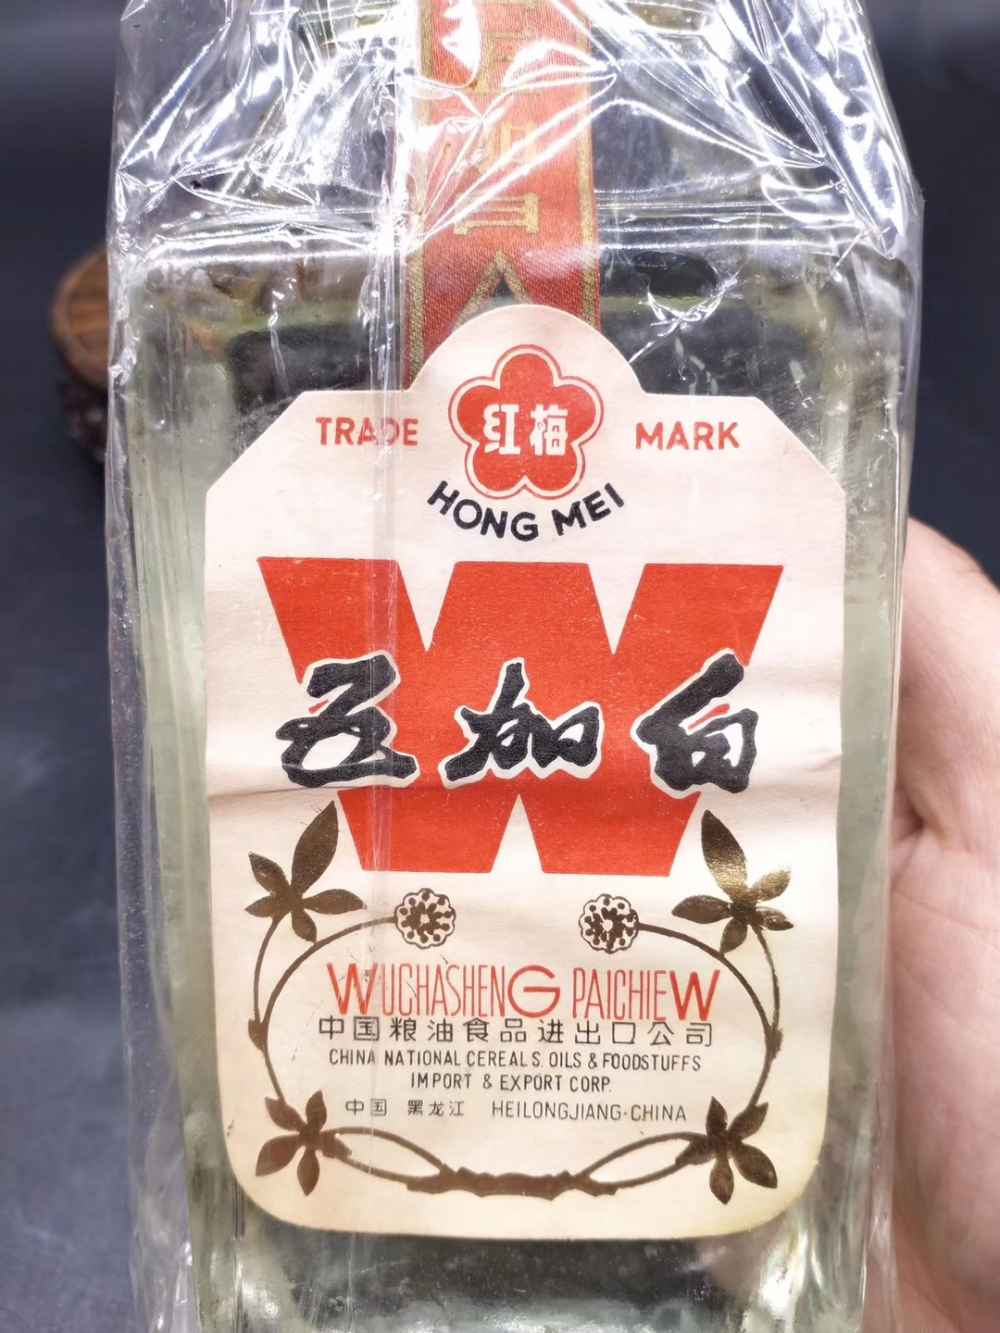 TRADE 红梅 MARK
HONG MEI
W
五加白
WUCHASHENG PAICHIEW
中国粮油食品进出口公司
CHINA NATIONAL CEREALS. OILS & FOODSTUFFS
IMPORT & EXPORT CORP.
中国 黑龙江 HEILONGJIANG·CHINA